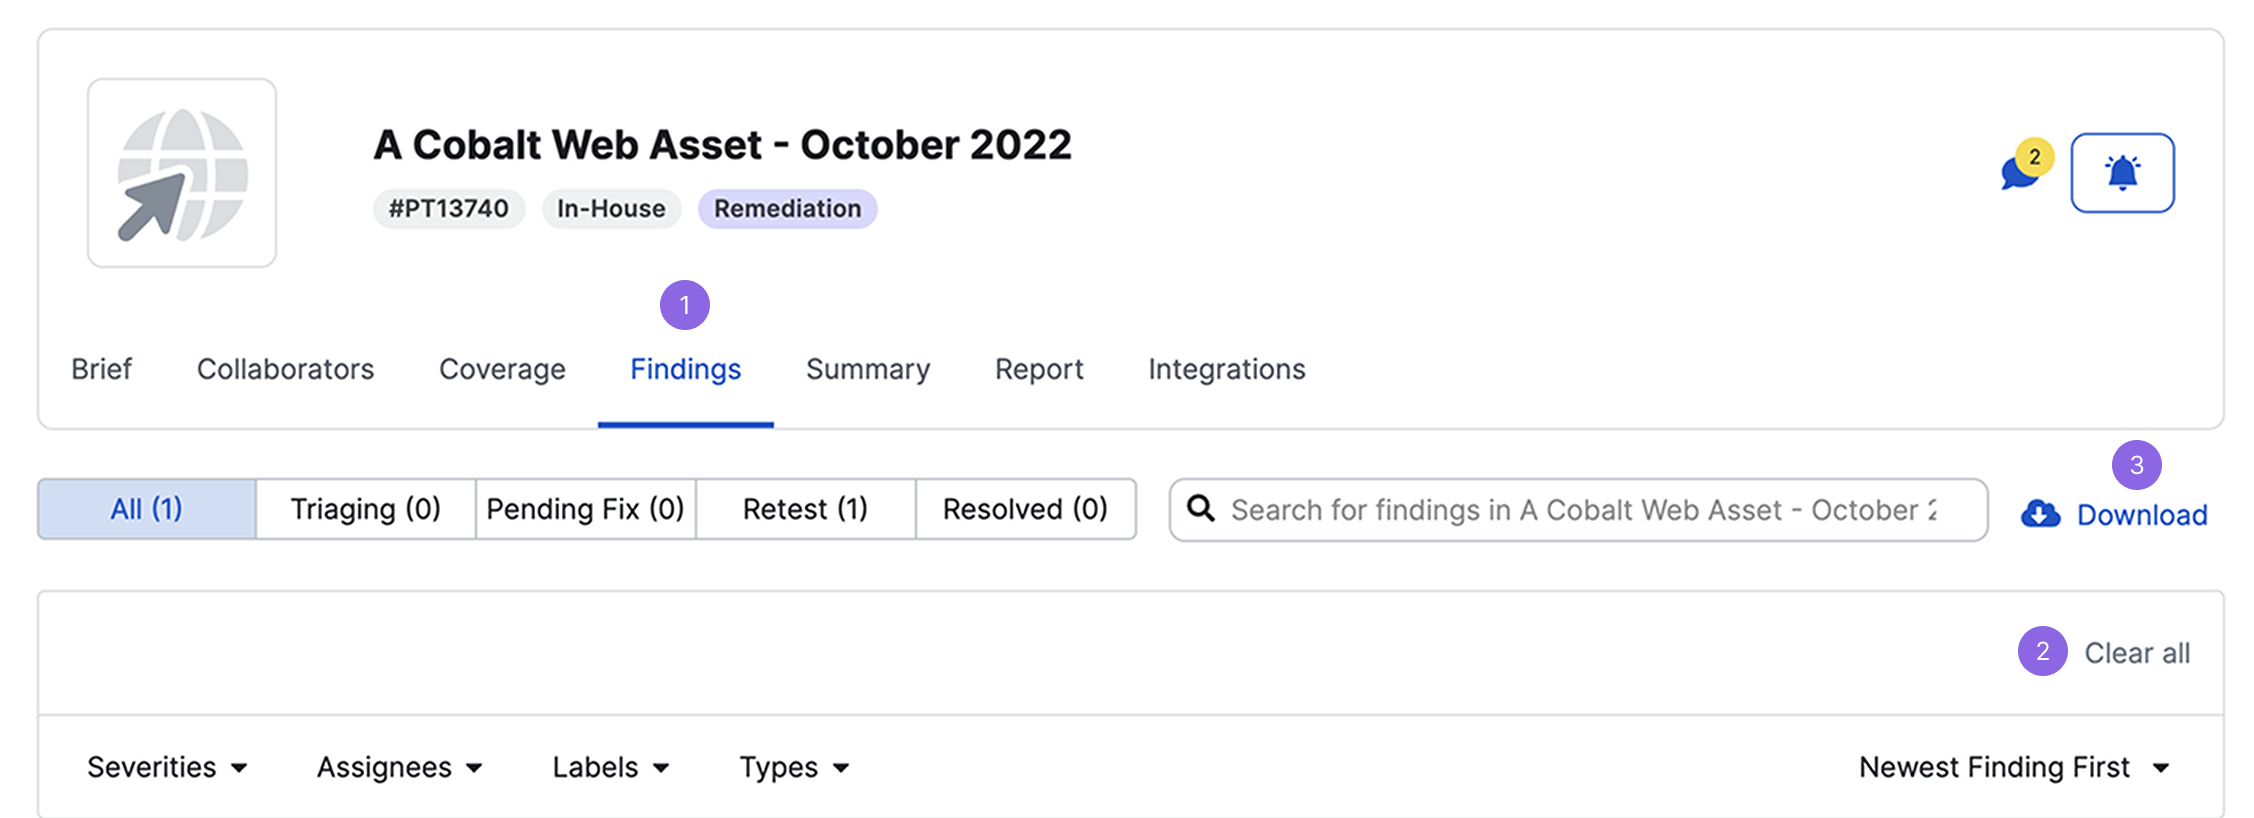 A Cobalt Web Asset - October 2022
2
#PT13740 In-House Remediation
1
Brief Collaborators Coverage Findings Summary Report Integrations
3
All (1) Triaging (0) Pending Fix (0) Retest (1) Resolved (0) Search for findings in A Cobalt Web Asset - October Download
2 Clear all
Severities Assignees Labels Types Newest Finding First